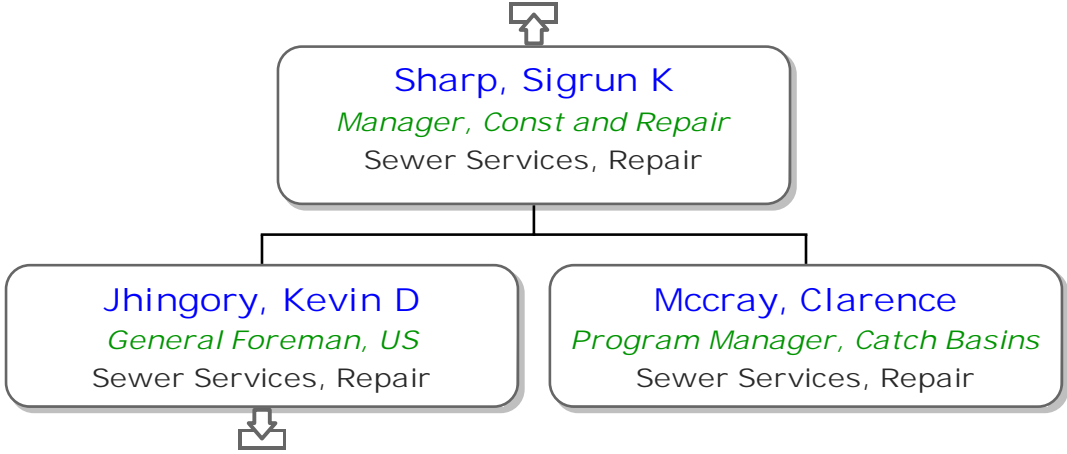 Sharp, Sigrun K
Manager, Const and Repair
Sewer Services, Repair
Jhingory, Kevin D
General Foreman, US
Sewer Services, Repair
Mccray, Clarence
Program Manager, Catch Basins
Sewer Services, Repair